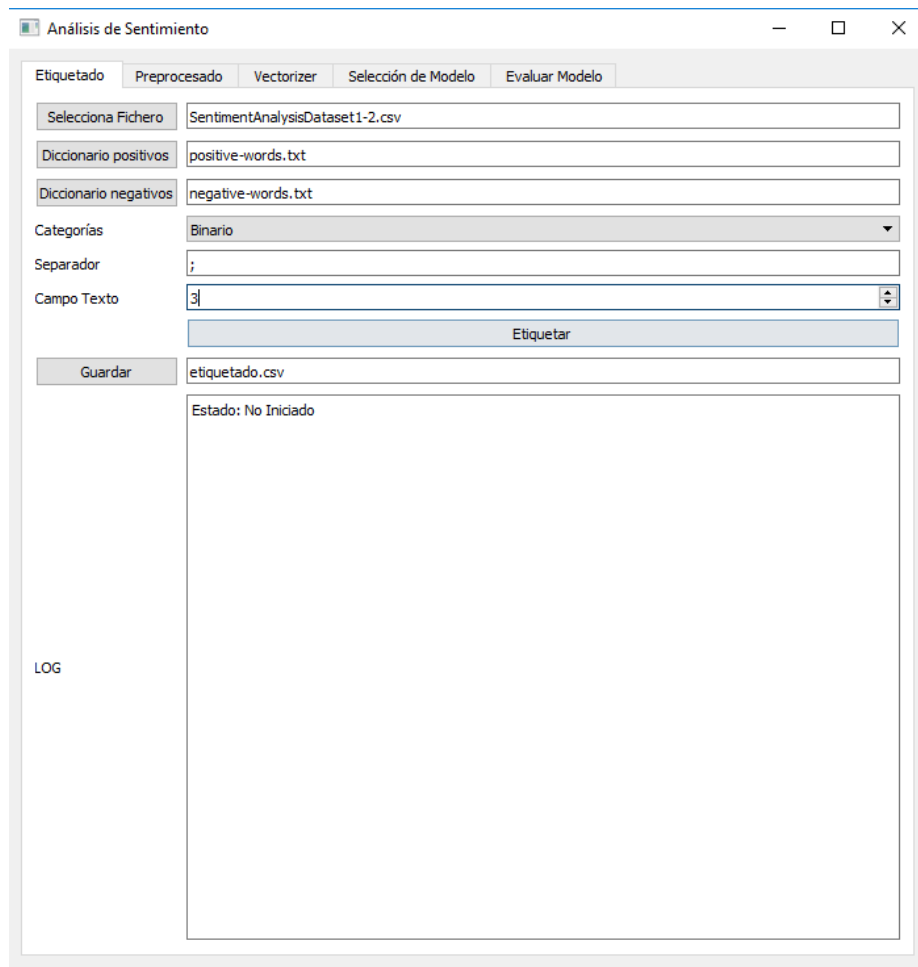 Análisis de Sentimiento
Etiquetado Preprocesado Vectorizer Selección de Modelo Evaluar Modelo
Selecciona Fichero SentimentAnalysisDataset1-2.csv
Diccionario positivos positive-words.txt
Diccionario negativos negative-words.txt
Categorías Binario
Separador ;
Campo Texto 3
Etiquetar
Guardar etiquetado.csv
Estado: No Iniciado
LOG